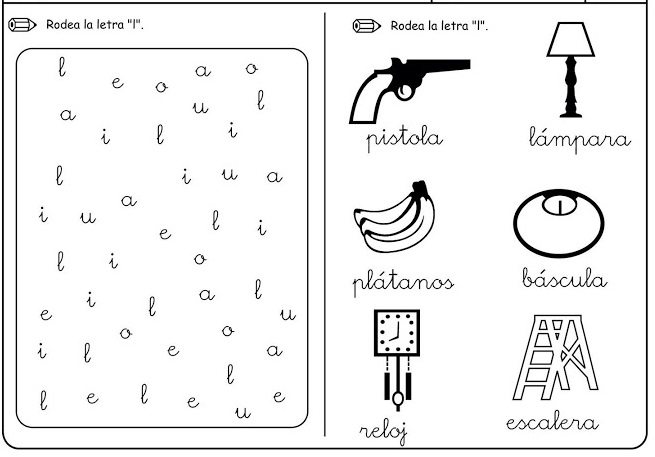 Rodea la letra "l".
l e o a o
a u l
i l i
l i u a
a
i u e l i
l i o
e i l a l u
o o
i l e a
l
l e l e u e
Rodea la letra "l".
pistola lámpara
plátanos báscula
reloj escalera